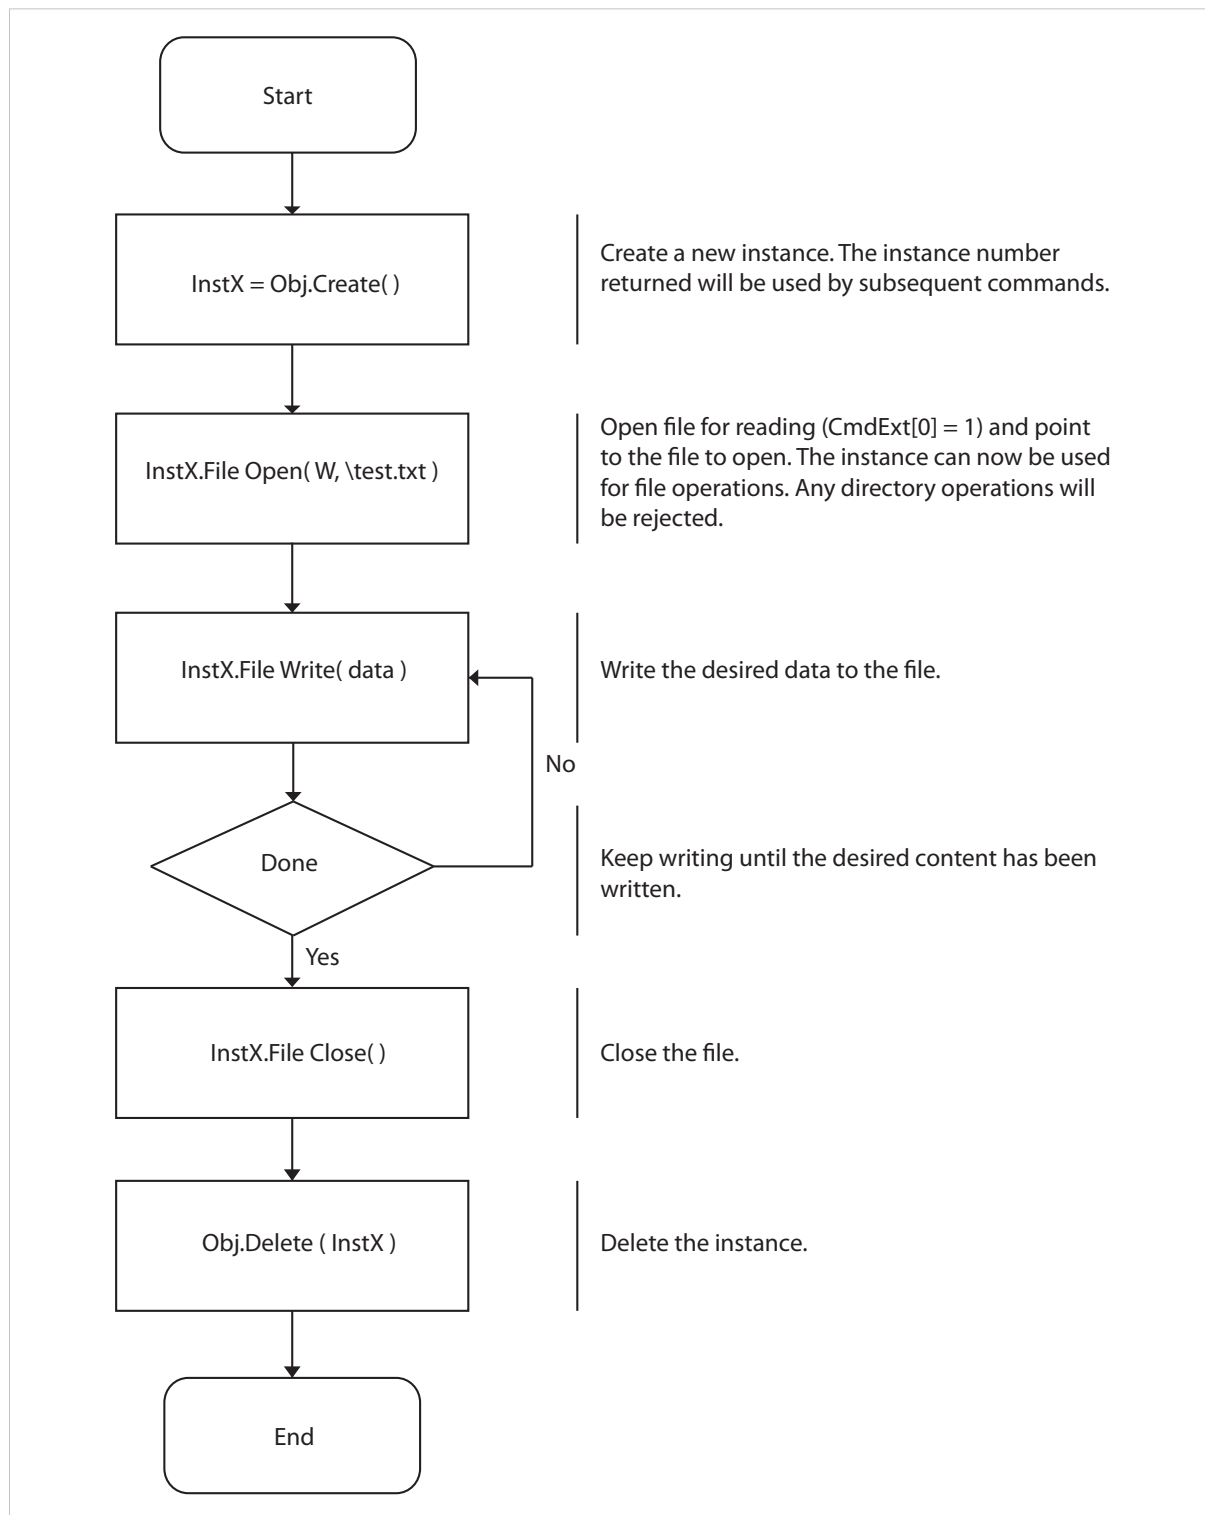 Start
InstX = Obj.Create( )
Create a new instance. The instance number
returned will be used by subsequent commands.
InstX.File Open( W, \test.txt )
Open file for reading (CmdExt[0] = 1) and point
to the file to open. The instance can now be used
for file operations. Any directory operations will
be rejected.
InstX.File Write( data )
Write the desired data to the file.
No
Done
Keep writing until the desired content has been
written.
Yes
InstX.File Close( )
Close the file.
Obj.Delete ( InstX )
Delete the instance.
End